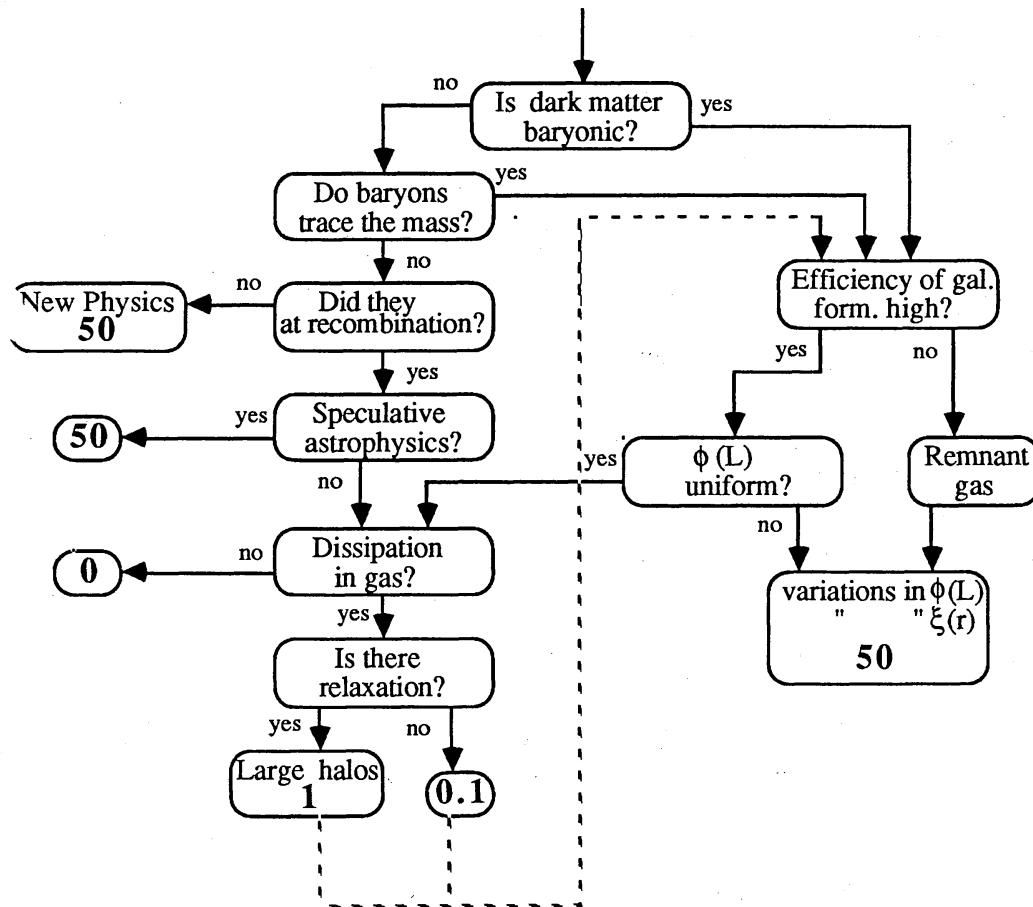 no
Is dark matter
baryonic?
yes
Do baryons
trace the mass?
yes
no
no
New Physics
50
Did they
at recombination?
Efficiency of gal.
form. high?
yes
yes
no
yes
50
Speculative
astrophysics?
no
yes
ϕ (L)
uniform?
Remnant
gas
no
no
0
Dissipation
in gas?
yes
variations in ϕ(L)
" " ξ(r)
50
Is there
relaxation?
yes
no
Large halos
1
0.1